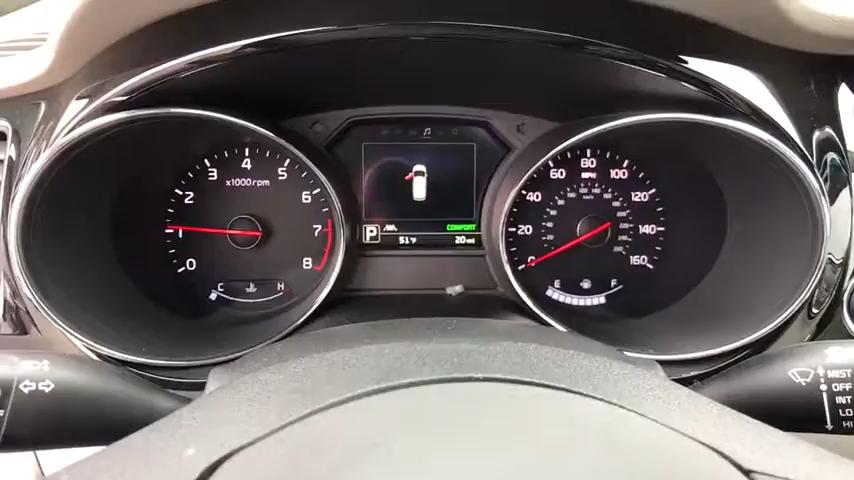 0
1
2
3
4
5
6
7
8
x1000rpm
C H
P
COMFORT
51°F
20mi
0
20
40
60
80
100
120
140
160
MPH
E F
MIST
OFF
INT
LO
HI